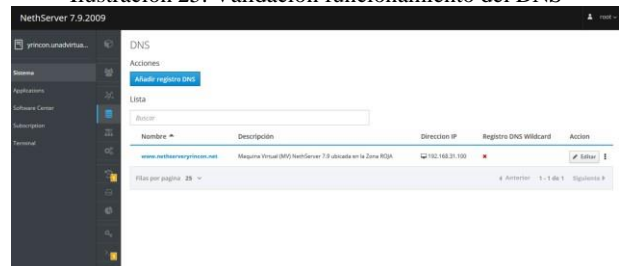 Ilustración 25. Validación funcionamiento del DNS
NethServer 7.9.2009
root
yrincon.unadvirtua...
Sistema
Applications
Software Center
Subscription
Terminal
DNS
Acciones
Añadir registro DNS
Lista
Buscar
Nombre Descripción Direccion IP Registro DNS Wildcard Accion
www.nethserveryrincon.net Maquina Virtual (MV) NethServer 7.9 ubicada en la Zona ROJA 192.168.31.100 Editar
Filas por pagina 25 Anterior 1 - 1 de 1 Siguiente